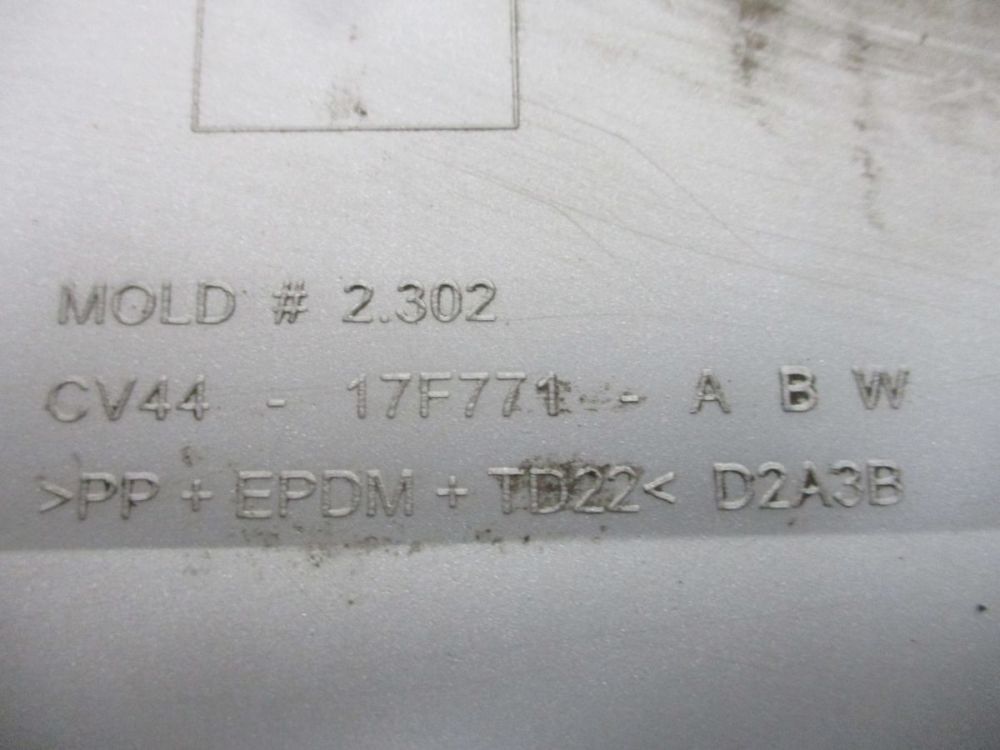 MOLD # 2.302
CV44 - 17F771 - A B W
>PP + EPDM + TD22< D2A3B